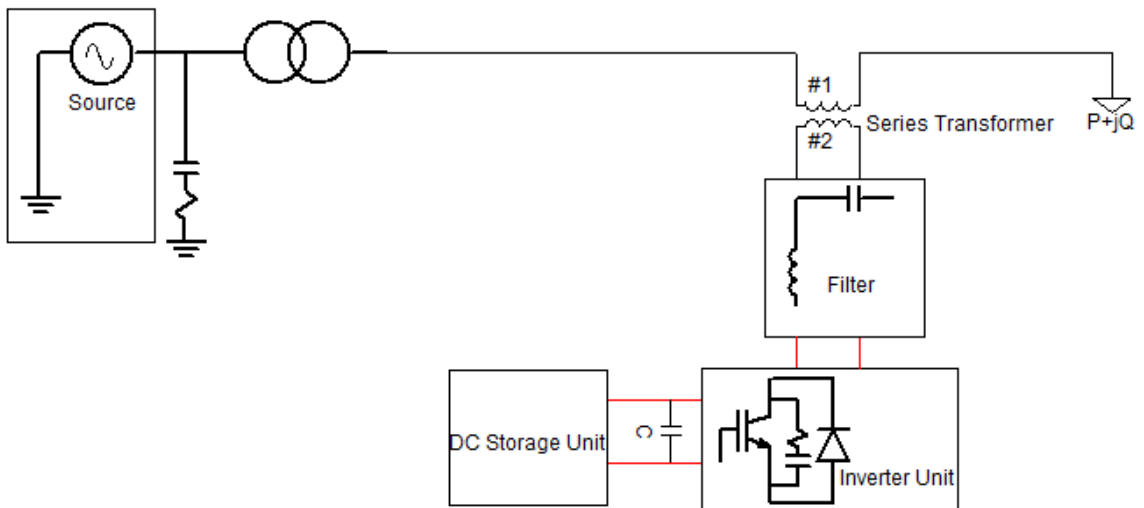 Source
#1
#2
Series Transformer
P+jQ
Filter
DC Storage Unit
C
Inverter Unit